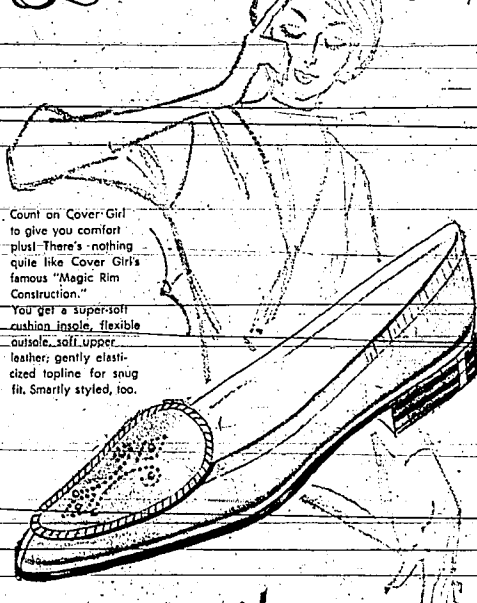 Count on Cover Girl
to give you comfort
plus! There's nothing
quite like Cover Girl's
famous "Magic Rim
Construction."
You get a super-soft
cushion insole, flexible
outsole, soft upper
leather; gently elasti-
cized topline for snug
fit. Smartly styled, too.